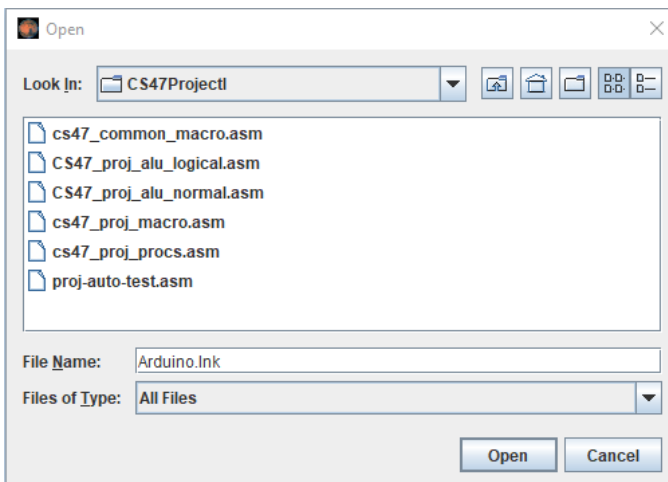 Open
Look In: CS47ProjectI
cs47_common_macro.asm
CS47_proj_alu_logical.asm
CS47_proj_alu_normal.asm
cs47_proj_macro.asm
cs47_proj_procs.asm
proj-auto-test.asm
File Name: Arduino.lnk
Files of Type: All Files
Open Cancel